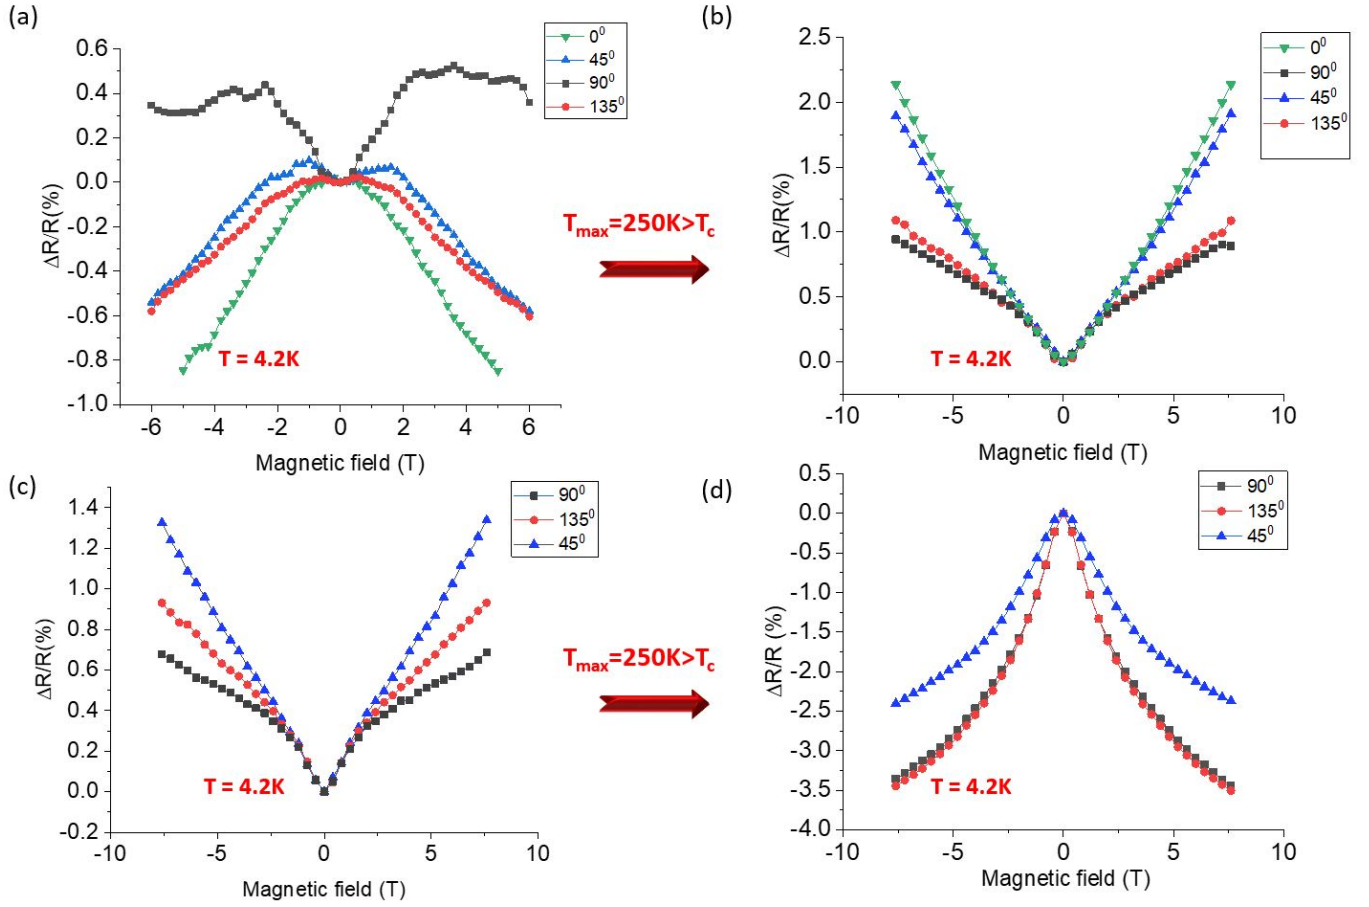 (a)
0⁰
45⁰
90⁰
135⁰
0.6
0.4
0.2
0.0
-0.2
-0.4
-0.6
-0.8
-1.0
ΔR/R(%)
T = 4.2K
-6 -4 -2 0 2 4 6
Magnetic field (T)
Tmax=250K>Tc
(b)
0⁰
90⁰
45⁰
135⁰
2.5
2.0
1.5
1.0
0.5
0.0
ΔR/R(%)
T = 4.2K
-10 -5 0 5 10
Magnetic field (T)
(c)
90⁰
135⁰
45⁰
1.4
1.2
1.0
0.8
0.6
0.4
0.2
0.0
-0.2
ΔR/R(%)
T = 4.2K
-10 -5 0 5 10
Magnetic field (T)
Tmax=250K>Tc
(d)
90⁰
135⁰
45⁰
0.5
0.0
-0.5
-1.0
-1.5
-2.0
-2.5
-3.0
-3.5
-4.0
ΔR/R (%)
T = 4.2K
-10 -5 0 5 10
Magnetic field (T)